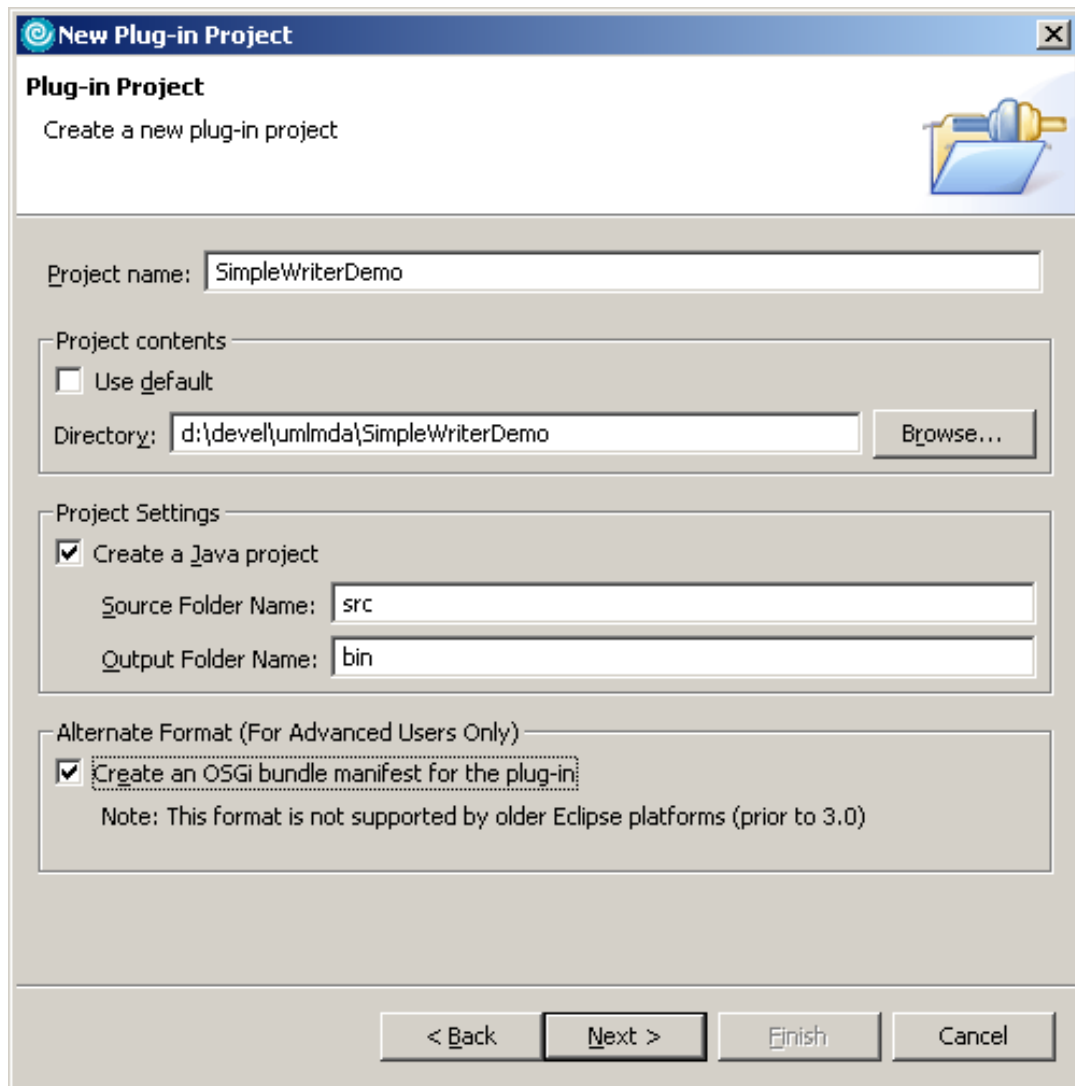 New Plug-in Project
Plug-in Project
Create a new plug-in project
Project name: SimpleWriterDemo
Project contents
Use default
Directory: d:\devel\umlmda\SimpleWriterDemo Browse...
Project Settings
Create a Java project
Source Folder Name: src
Output Folder Name: bin
Alternate Format (For Advanced Users Only)
Create an OSGi bundle manifest for the plug-in
Note: This format is not supported by older Eclipse platforms (prior to 3.0)
< Back Next > Finish Cancel